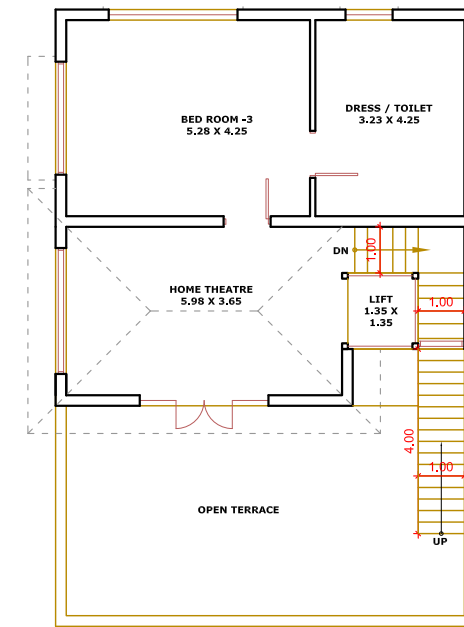 BED ROOM -3
5.28 X 4.25
DRESS / TOILET
3.23 X 4.25
DN
1.00
HOME THEATRE
5.98 X 3.65
LIFT
1.35 X
1.35
1.00
4.00
1.00
OPEN TERRACE
UP